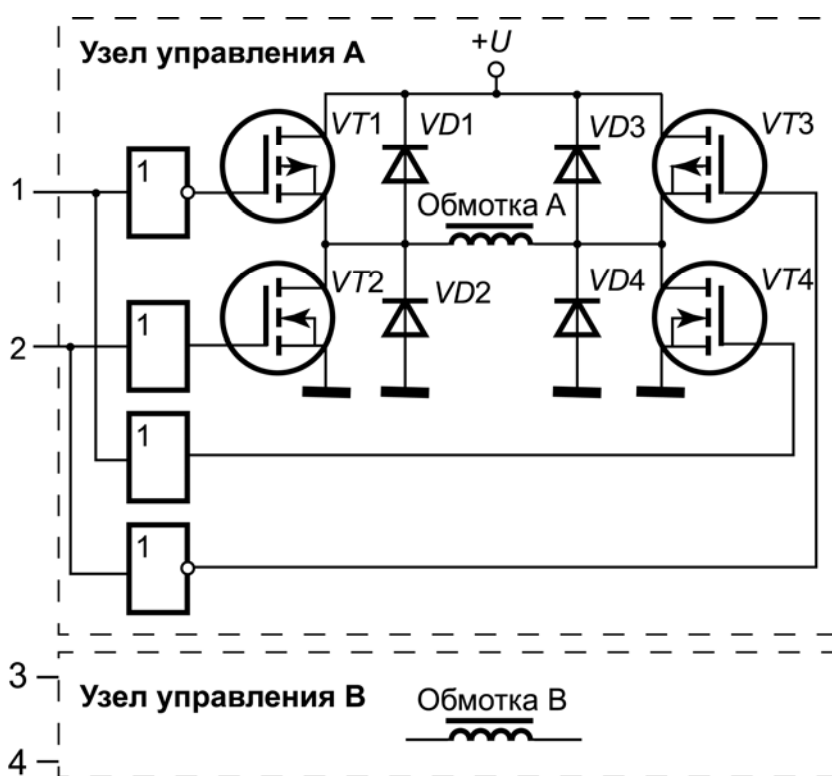 Узел управления А
+U
VT1
VD1
VD3
VT3
1
1
Обмотка А
VT2
VD2
VD4
VT4
2
1
1
1
3
Узел управления В
Обмотка В
4